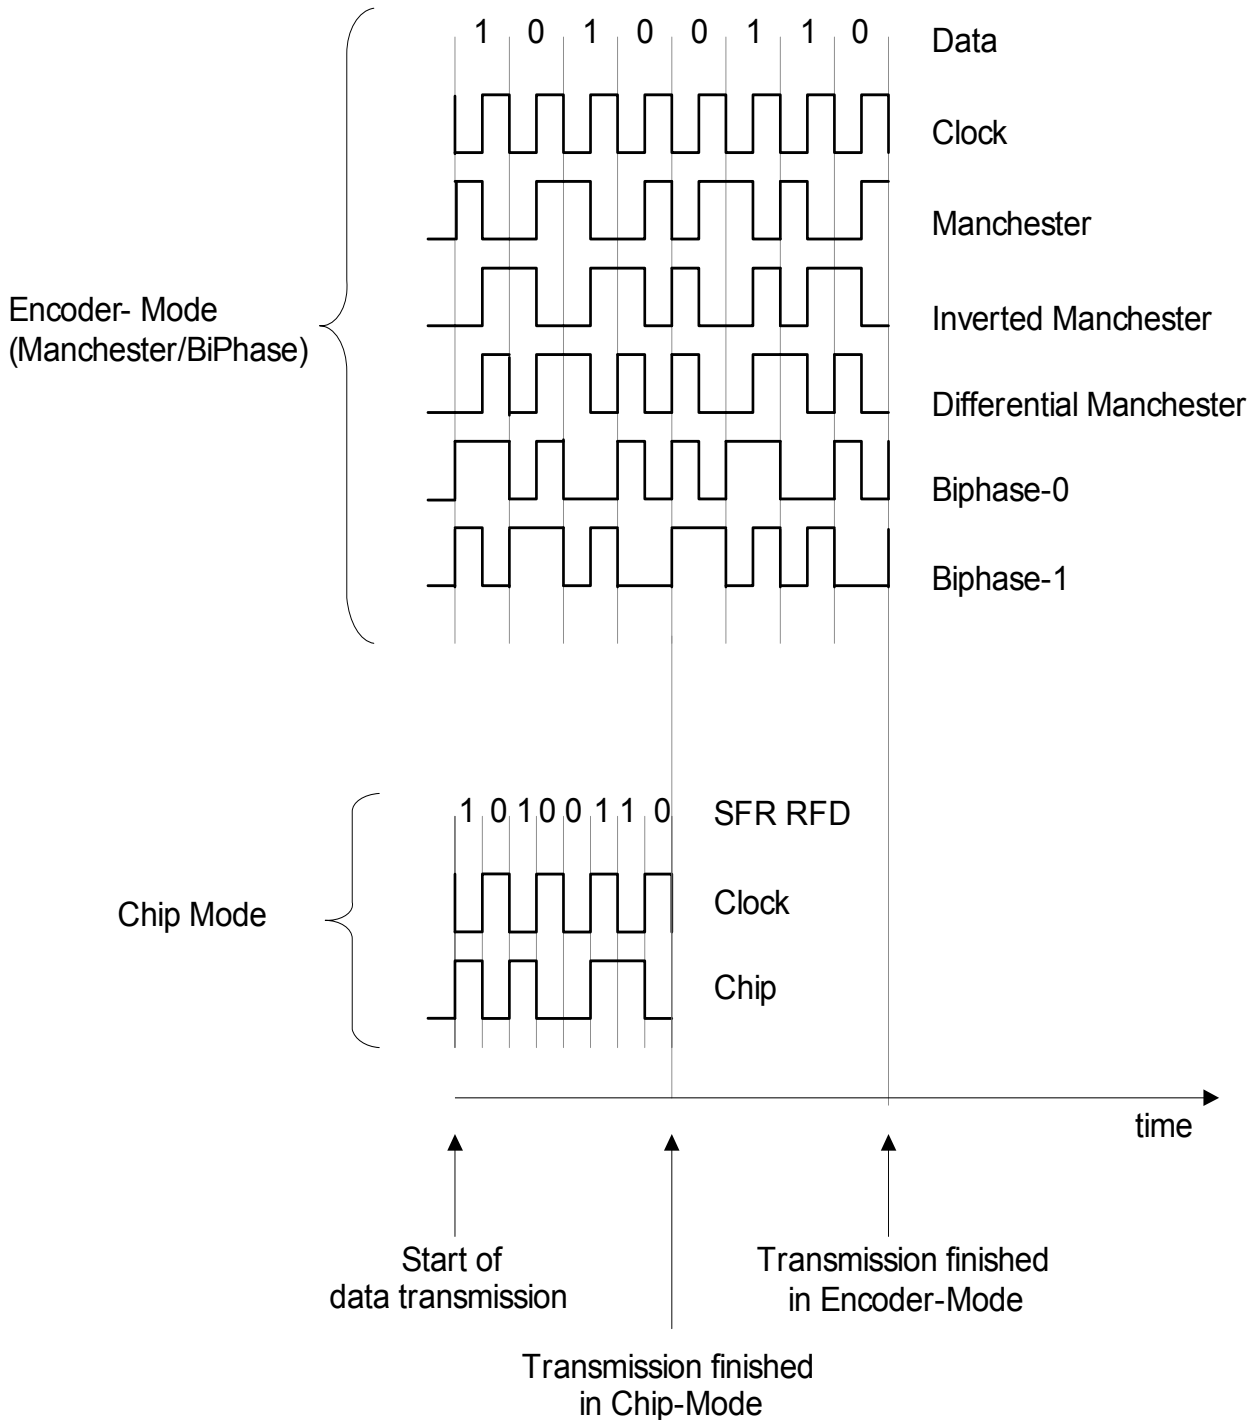 1 0 1 0 0 1 1 0 Data
Clock
Manchester
Inverted Manchester
Encoder- Mode
(Manchester/BiPhase)
Differential Manchester
Biphase-0
Biphase-1
1 0 1 0 0 1 1 0 SFR RFD
Clock
Chip Mode
Chip
time
Start of
data transmission
Transmission finished
in Encoder-Mode
Transmission finished
in Chip-Mode